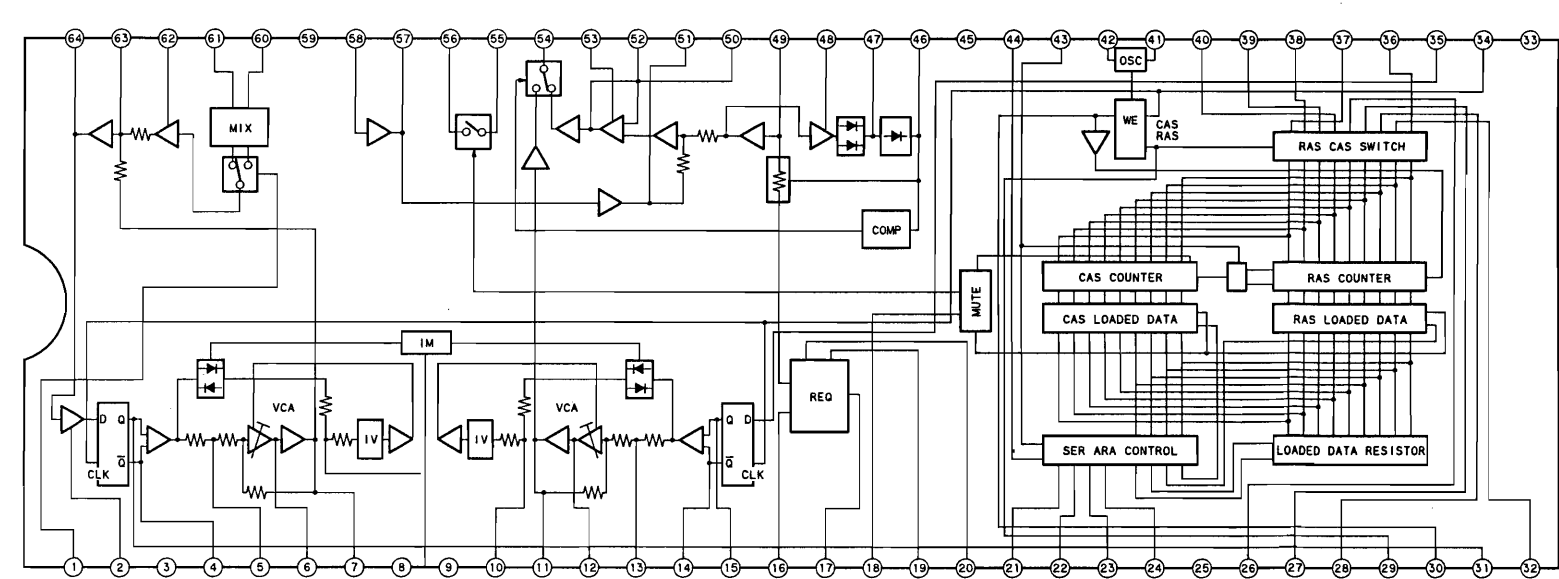 64 63 62 61 60 59 58 57 56 55 54 53 52 51 50 49 48 47 46 45 44 43 42 41 40 39 38 37 36 35 34 33
OSC
MIX
WE
CAS
RAS
RAS CAS SWITCH
COMP
MUTE
CAS COUNTER
RAS COUNTER
CAS LOADED DATA
RAS LOADED DATA
IM
REQ
VCA
VCA
D Q
Q̅
CLK
IV
IV
Q D
Q̅
CLK
SER ARA CONTROL
LOADED DATA RESISTOR
1 2 3 4 5 6 7 8 9 10 11 12 13 14 15 16 17 18 19 20 21 22 23 24 25 26 27 28 29 30 31 32